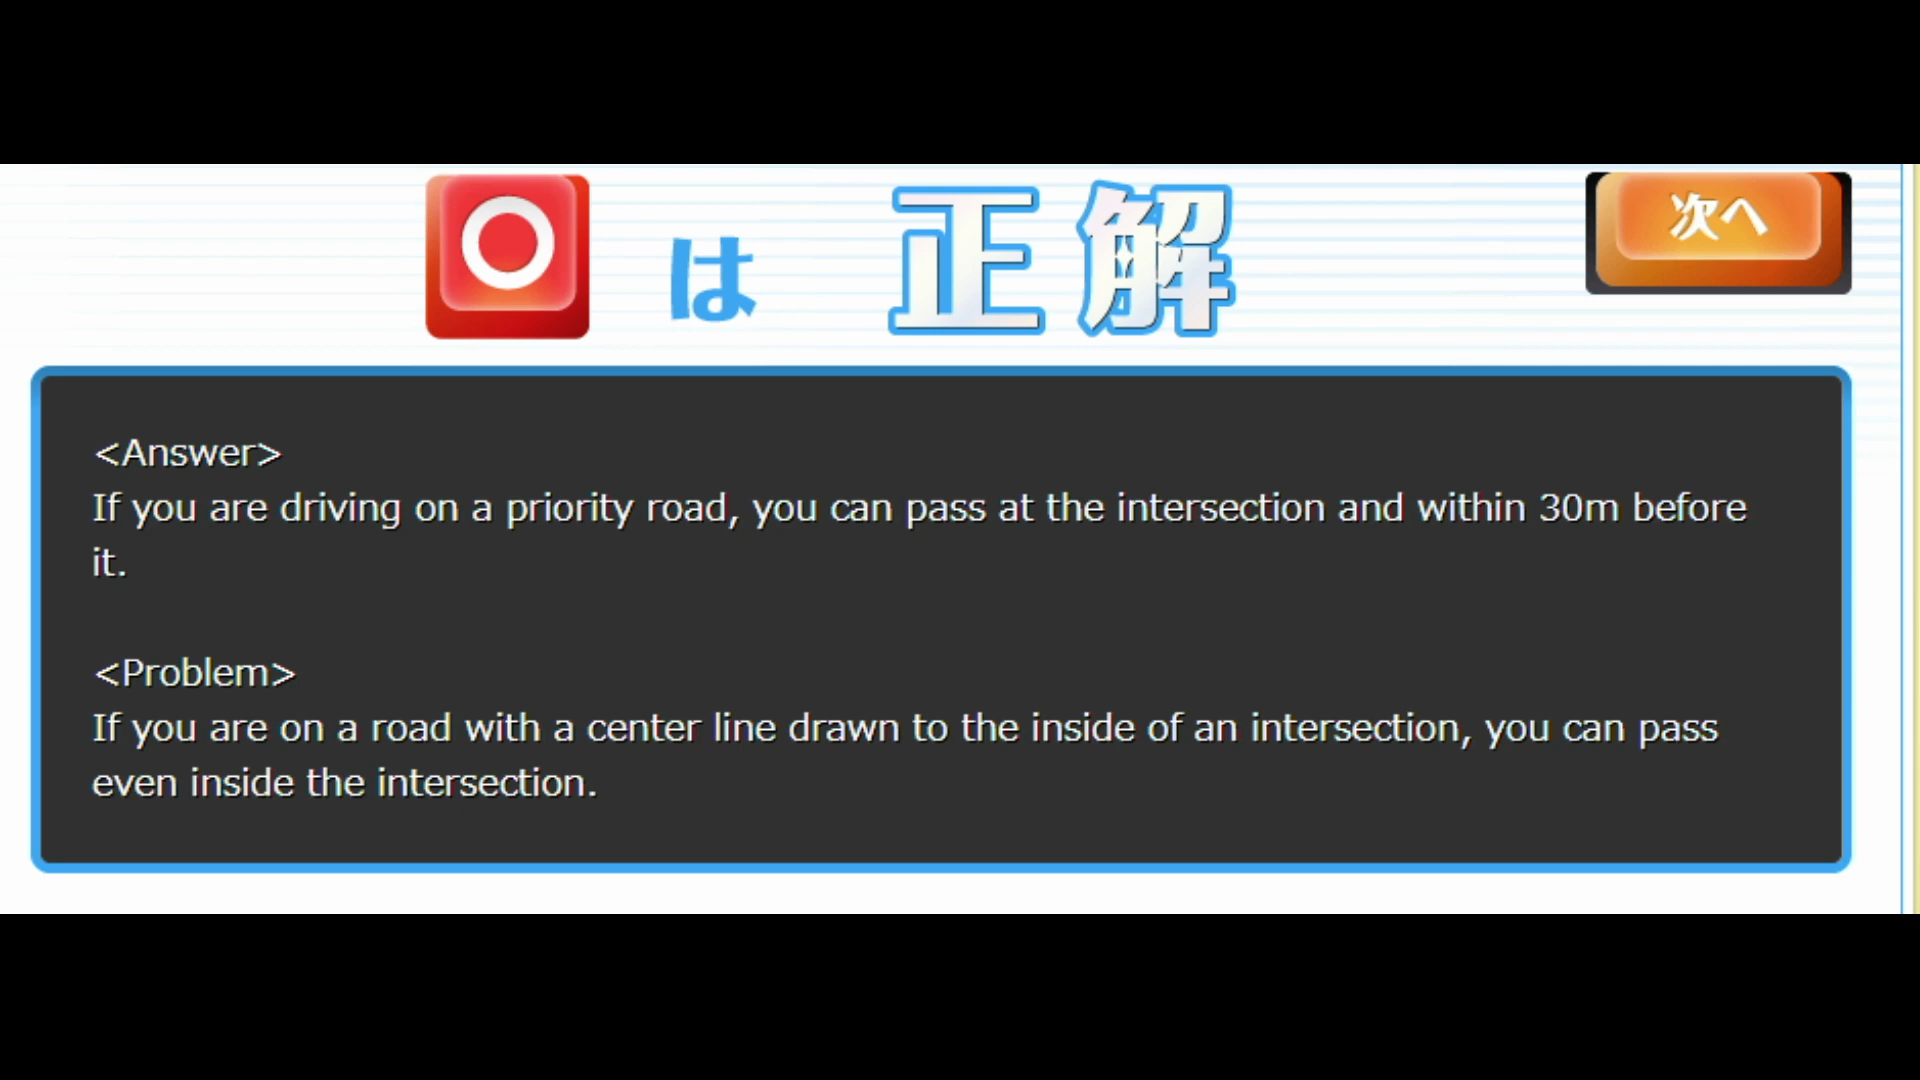 は 正解
次へ
<Answer>
If you are driving on a priority road, you can pass at the intersection and within 30m before
it.
<Problem>
If you are on a road with a center line drawn to the inside of an intersection, you can pass
even inside the intersection.